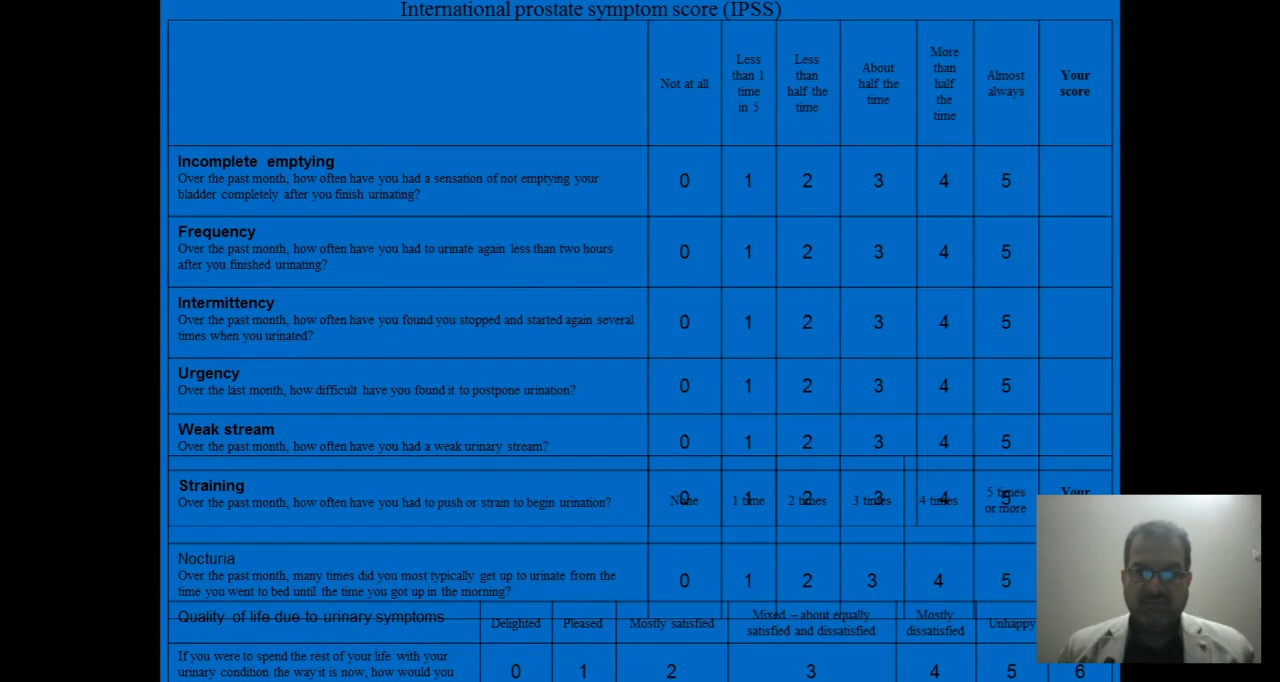 International prostate symptom score (IPSS)
Not at all
Less than 1 time in 5
Less than half the time
About half the time
More than half the time
Almost always
Your score
Incomplete emptying
Over the past month, how often have you had a sensation of not emptying your
bladder completely after you finish urinating?
0 1 2 3 4 5
Frequency
Over the past month, how often have you had to urinate again less than two hours
after you finished urinating?
0 1 2 3 4 5
Intermittency
Over the past month, how often have you found you stopped and started again several
times when you urinated?
0 1 2 3 4 5
Urgency
Over the last month, how difficult have you found it to postpone urination?
0 1 2 3 4 5
Weak stream
Over the past month, how often have you had a weak urinary stream?
0 1 2 3 4 5
Straining
Over the past month, how often have you had to push or strain to begin urination?
0 1 2 3 4 5
None 1 time 2 times 3 times 4 times 5 times or more Your
Nocturia
Over the past month, many times did you most typically get up to urinate from the
time you went to bed until the time you got up in the morning?
0 1 2 3 4 5
Quality of life due to urinary symptoms
Delighted Pleased Mostly satisfied Mixed – about equally satisfied and dissatisfied Mostly dissatisfied Unhappy
If you were to spend the rest of your life with your
urinary condition the way it is now, how would you
0 1 2 3 4 5 6